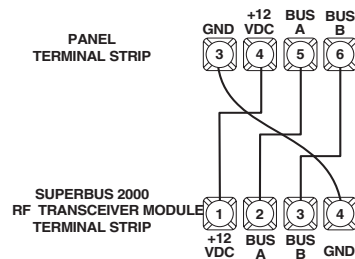 +12 BUS BUS
GND VDC A B
PANEL
TERMINAL STRIP
3 4 5 6
SUPERBUS 2000
RF TRANSCEIVER MODULE
TERMINAL STRIP
1 2 3 4
+12 BUS BUS GND
VDC A B